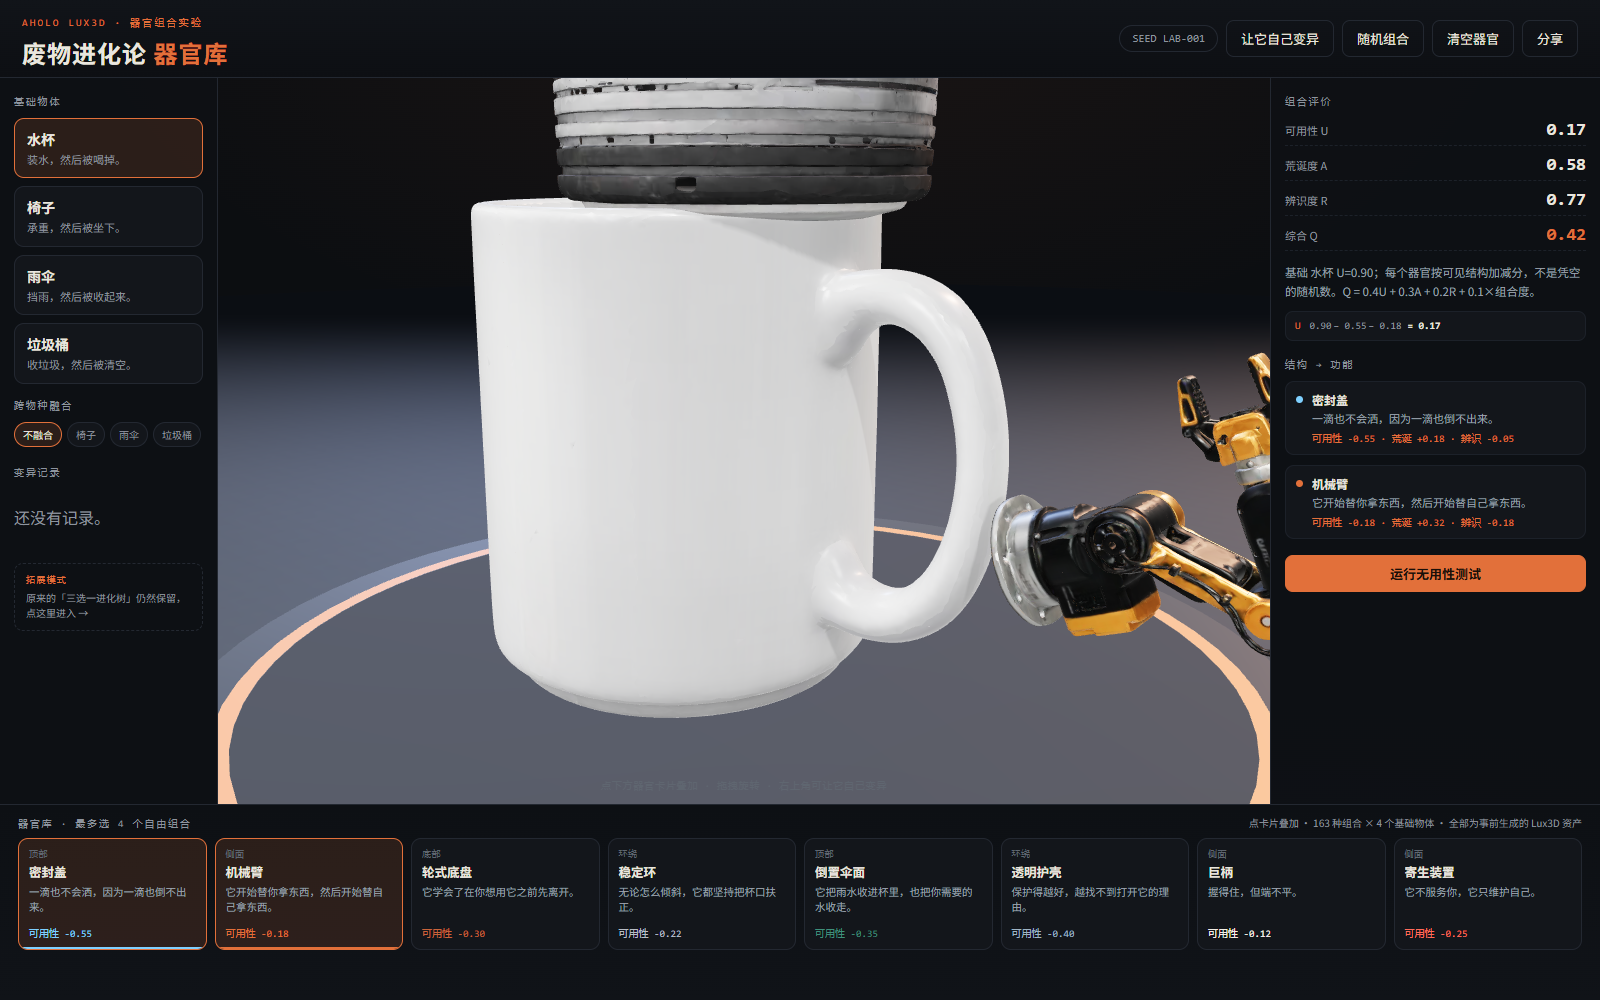 AHOLO LUX3D · 器官组合实验
废物进化论 器官库
SEED LAB-001
让它自己变异
随机组合
清空器官
分享
基础物体
水杯
装水，然后被喝掉。
椅子
承重，然后被坐下。
雨伞
挡雨，然后被收起来。
垃圾桶
收垃圾，然后被清空。
跨物种融合
不融合
椅子
雨伞
垃圾桶
变异记录
还没有记录。
拓展模式
原来的「三选一进化树」仍然保留，
点这里进入 →
组合评价
可用性 U
0.17
荒诞度 A
0.58
辨识度 R
0.77
综合 Q
0.42
基础 水杯 U=0.90；每个器官按可见结构加减分，不是凭空
的随机数。Q = 0.4U + 0.3A + 0.2R + 0.1×组合度。
U 0.90 − 0.55 − 0.18 = 0.17
结构 → 功能
密封盖
一滴也不会洒，因为一滴也倒不出来。
可用性 -0.55 · 荒诞 +0.18 · 辨识 -0.05
机械臂
它开始替你拿东西，然后开始替自己拿东西。
可用性 -0.18 · 荒诞 +0.32 · 辨识 -0.18
运行无用性测试
器官库 · 最多选 4 个自由组合
点卡片叠加 · 163 种组合 × 4 个基础物体 · 全部为事前生成的 Lux3D 资产
顶部
密封盖
一滴也不会洒，因为一滴也倒不出
来。
可用性 -0.55
侧面
机械臂
它开始替你拿东西，然后开始替自
己拿东西。
可用性 -0.18
底部
轮式底盘
它学会了在你想用它之前先离开。
可用性 -0.30
环绕
稳定环
无论怎么倾斜，它都坚持把杯口扶
正。
可用性 -0.22
顶部
倒置伞面
它把雨水收进杯里，也把你需要的
水收走。
可用性 -0.35
环绕
透明护壳
保护得越好，越找不到打开它的理
由。
可用性 -0.40
侧面
巨柄
握得住，但端不平。
可用性 -0.12
侧面
寄生装置
它不服务你，它只维护自己。
可用性 -0.25